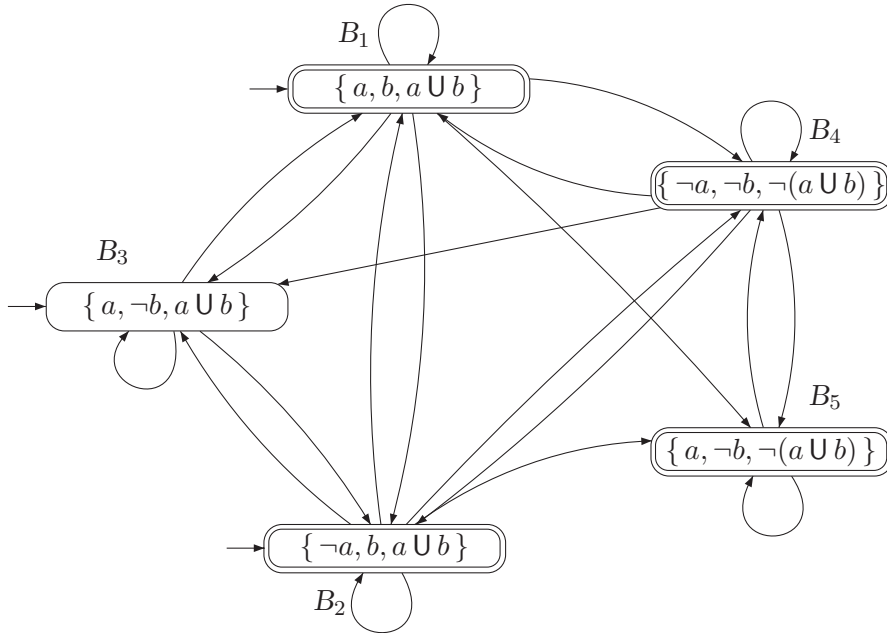 B₁
{ a, b, a U b }
B₄
{ ¬a, ¬b, ¬(a U b) }
B₃
{ a, ¬b, a U b }
B₅
{ a, ¬b, ¬(a U b) }
{ ¬a, b, a U b }
B₂